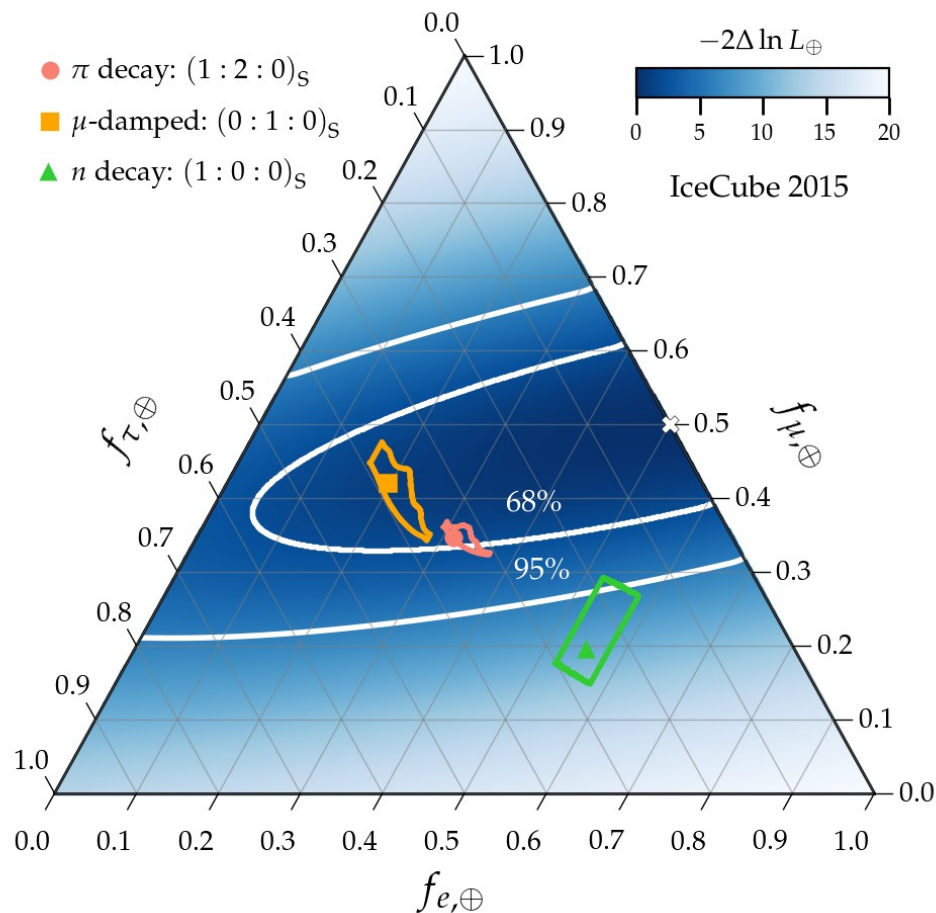 π decay: (1 : 2 : 0)S
μ-damped: (0 : 1 : 0)S
n decay: (1 : 0 : 0)S
−2Δ ln L⊕
0 5 10 15 20
IceCube 2015
0.0
0.1
0.2
0.3
0.4
0.5
0.6
0.7
0.8
0.9
1.0
fτ,⊕
1.0
0.9
0.8
0.7
0.6
0.5
0.4
0.3
0.2
0.1
0.0
fμ,⊕
68%
95%
0.0 0.1 0.2 0.3 0.4 0.5 0.6 0.7 0.8 0.9 1.0
fe,⊕